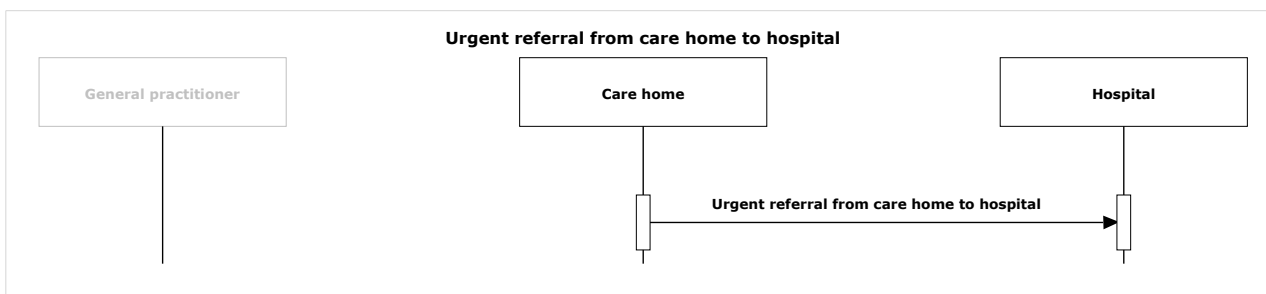 Urgent referral from care home to hospital
General practitioner
Care home
Hospital
Urgent referral from care home to hospital